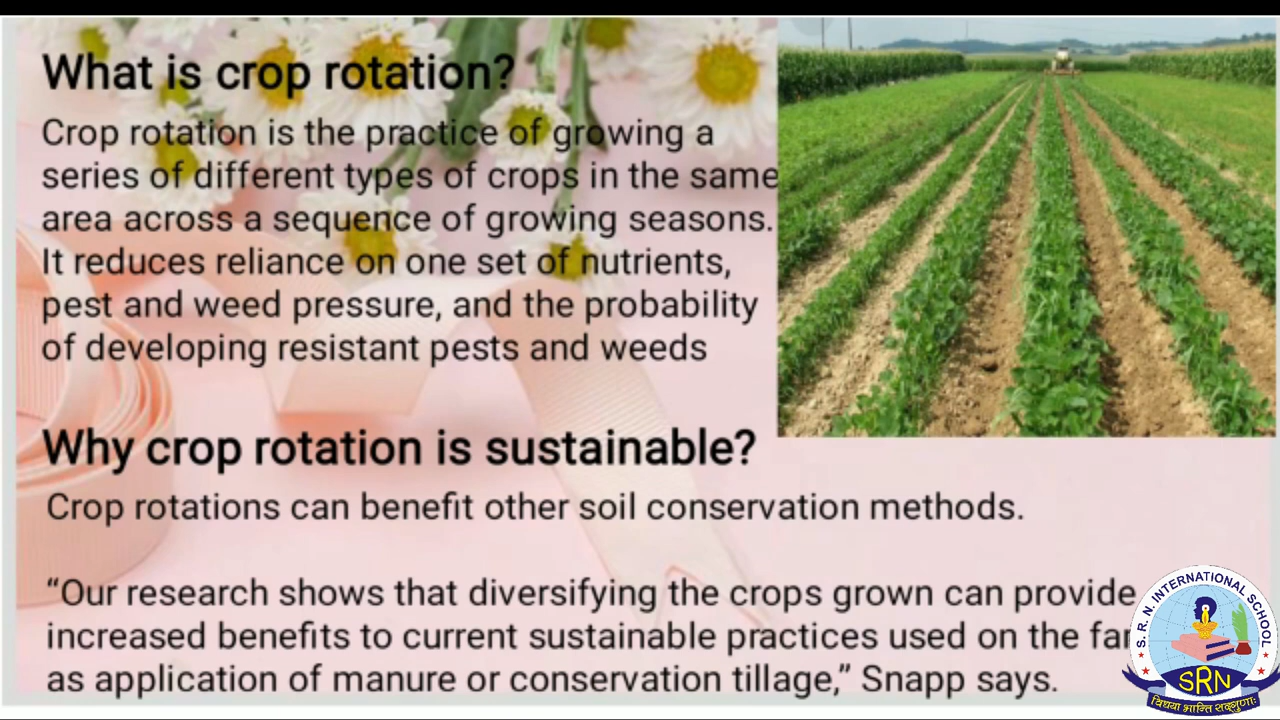 What is crop rotation?
Crop rotation is the practice of growing a
series of different types of crops in the same
area across a sequence of growing seasons.
It reduces reliance on one set of nutrients,
pest and weed pressure, and the probability
of developing resistant pests and weeds
Why crop rotation is sustainable?
Crop rotations can benefit other soil conservation methods.
“Our research shows that diversifying the crops grown can provide
increased benefits to current sustainable practices used on the
as application of manure or conservation tillage,” Snapp says.
S. R. N. INTERNATIONAL SCHOOL
SRN
विद्यया भान्ति सद्गुणाः